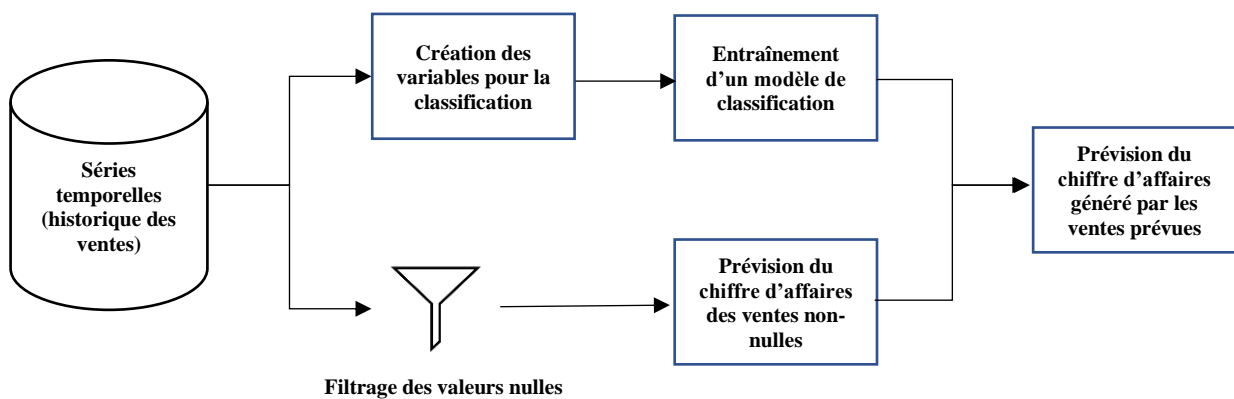 Séries
temporelles
(historique des
ventes)
Création des
variables pour la
classification
Entraînement
d’un modèle de
classification
Filtrage des valeurs nulles
Prévision du
chiffre d’affaires
des ventes non-
nulles
Prévision du
chiffre d’affaires
généré par les
ventes prévues